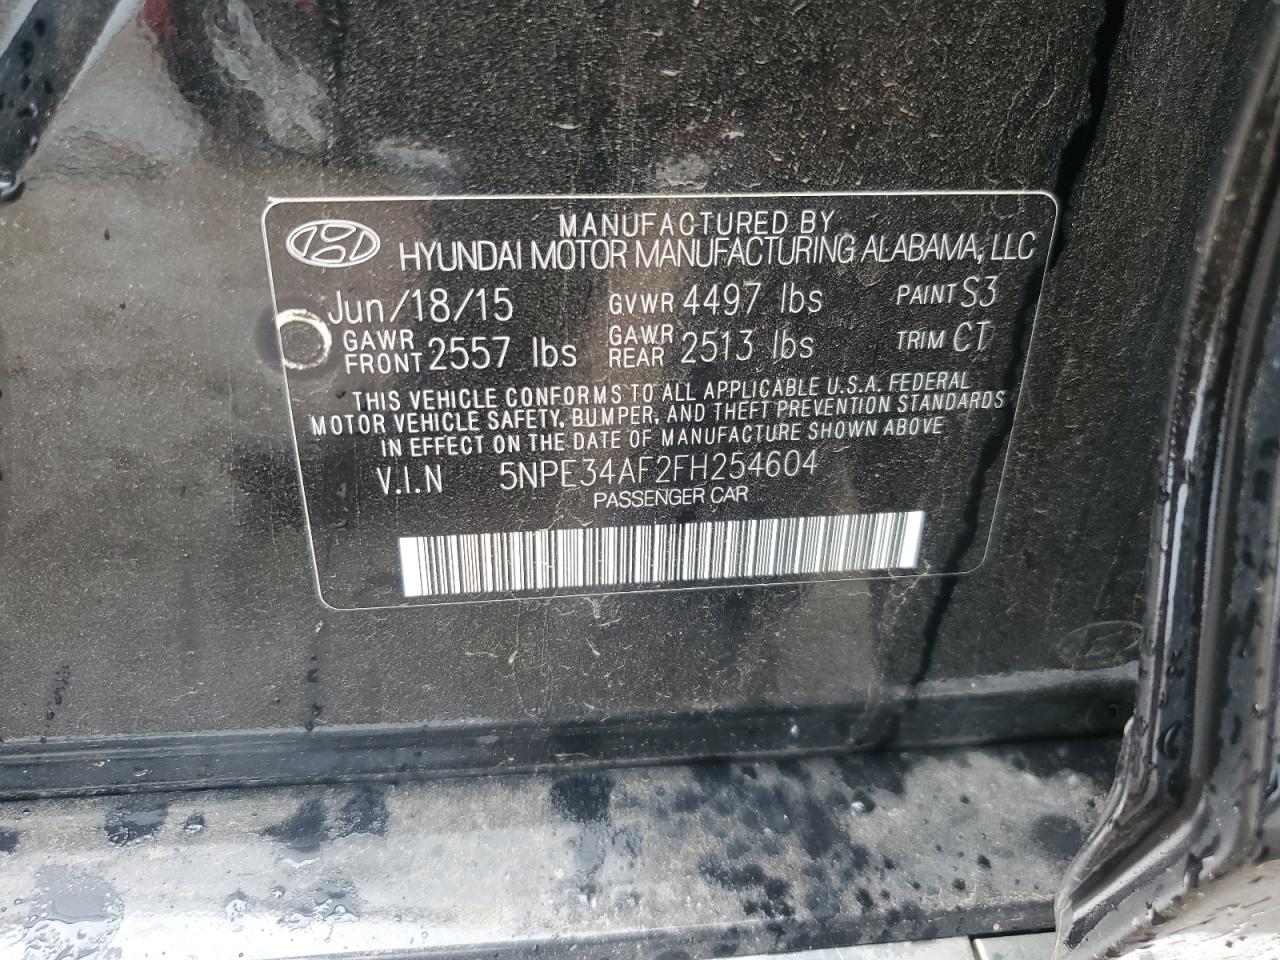 MANUFACTURED BY
HYUNDAI MOTOR MANUFACTURING ALABAMA, LLC
Jun/18/15 GVWR 4497 lbs PAINT S3
GAWR FRONT 2557 lbs GAWR REAR 2513 lbs TRIM CT
THIS VEHICLE CONFORMS TO ALL APPLICABLE U.S.A. FEDERAL
MOTOR VEHICLE SAFETY, BUMPER, AND THEFT PREVENTION STANDARDS
IN EFFECT ON THE DATE OF MANUFACTURE SHOWN ABOVE
V.I.N 5NPE34AF2FH254604
PASSENGER CAR